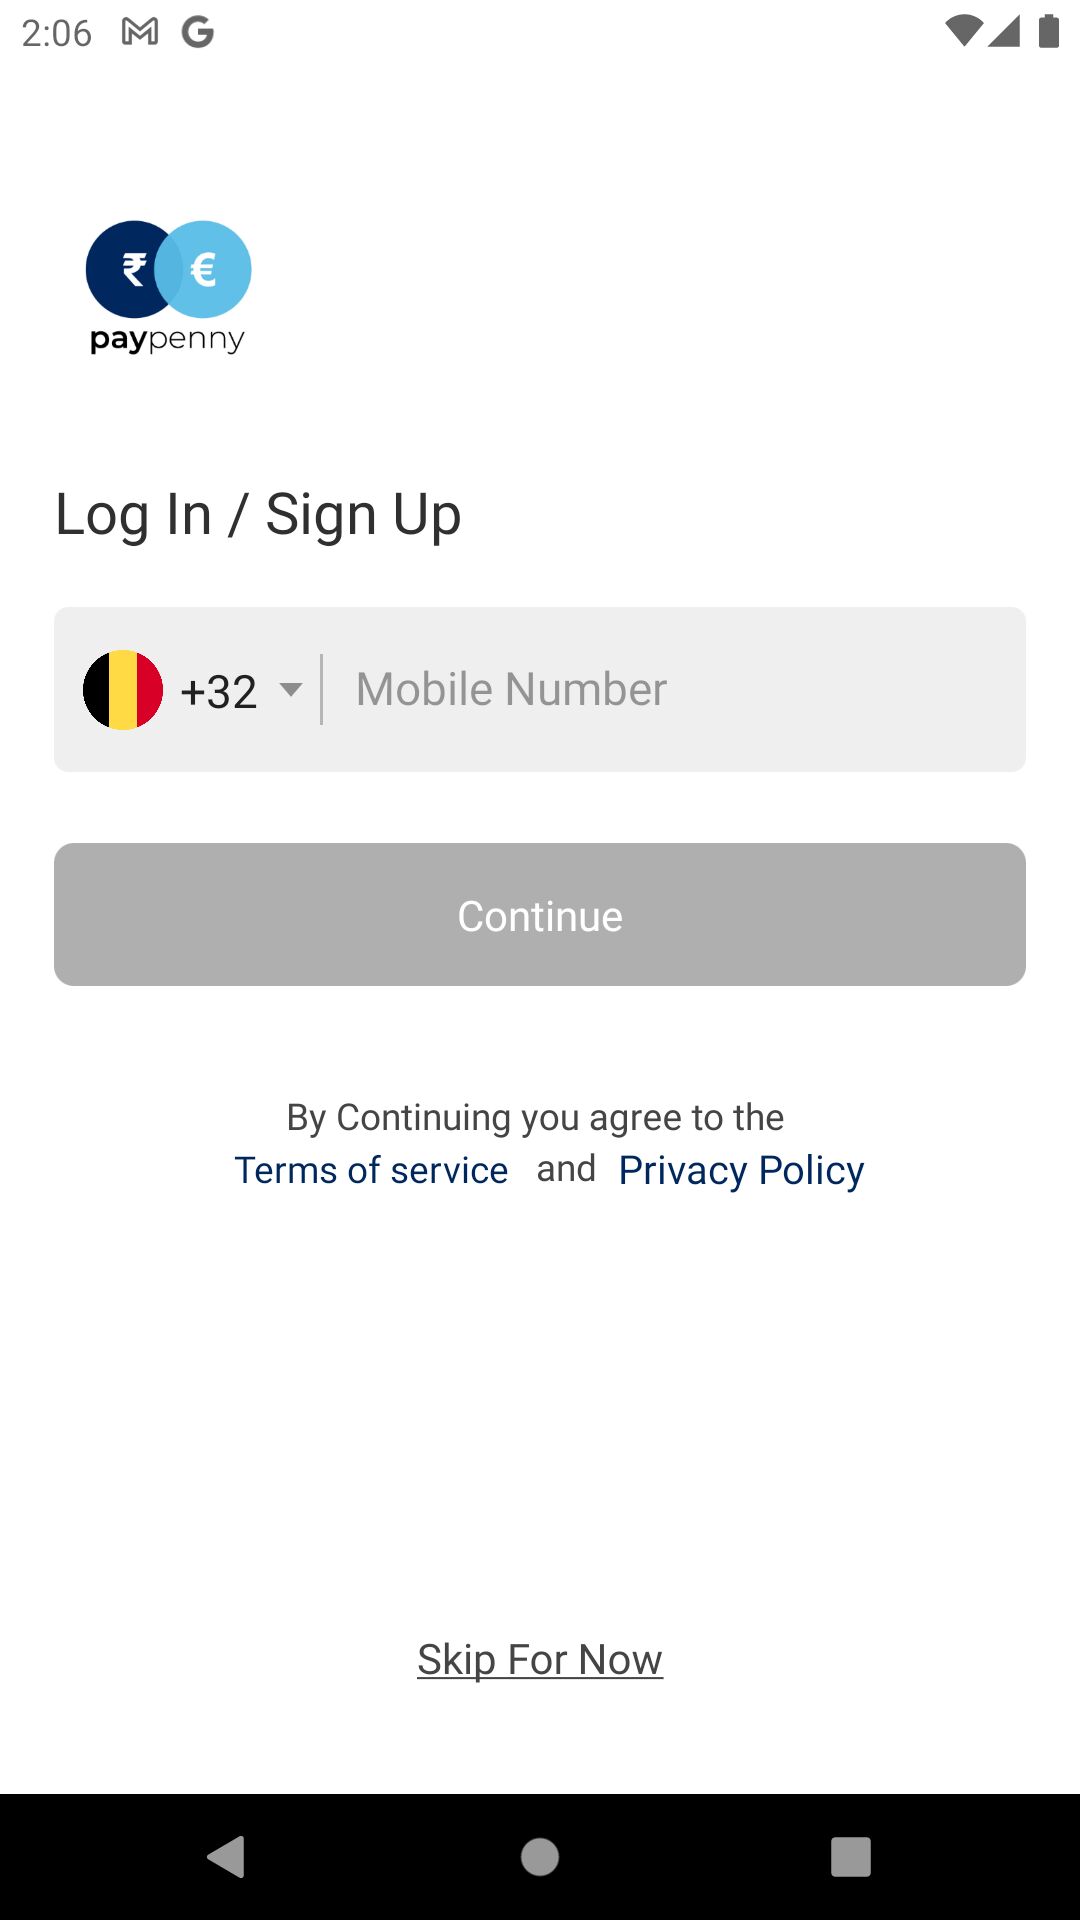 2:06
₹ €
paypenny
Log In / Sign Up
+32 Mobile Number
Continue
By Continuing you agree to the
Terms of service and Privacy Policy
Skip For Now